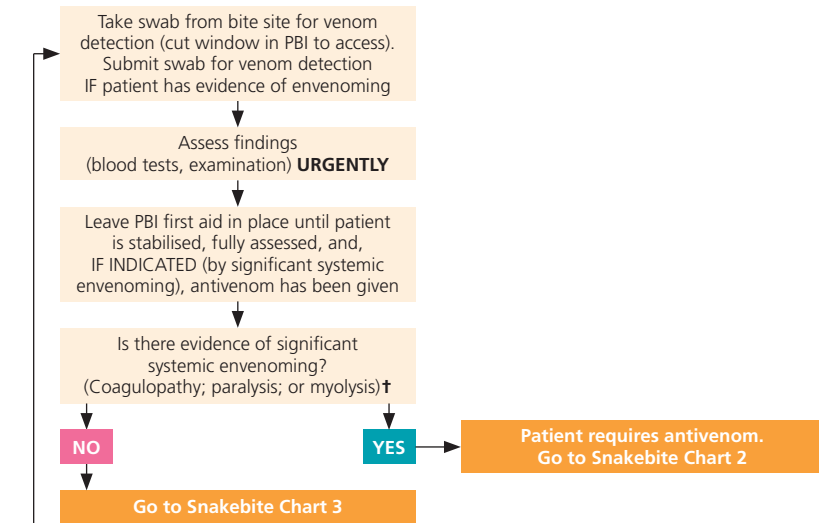 Take swab from bite site for venom
detection (cut window in PBI to access).
Submit swab for venom detection
IF patient has evidence of envenoming
Assess findings
(blood tests, examination) URGENTLY
Leave PBI first aid in place until patient
is stabilised, fully assessed, and,
IF INDICATED (by significant systemic
envenoming), antivenom has been given
Is there evidence of significant
systemic envenoming?
(Coagulopathy; paralysis; or myolysis)†
NO
YES
Patient requires antivenom.
Go to Snakebite Chart 2
Go to Snakebite Chart 3